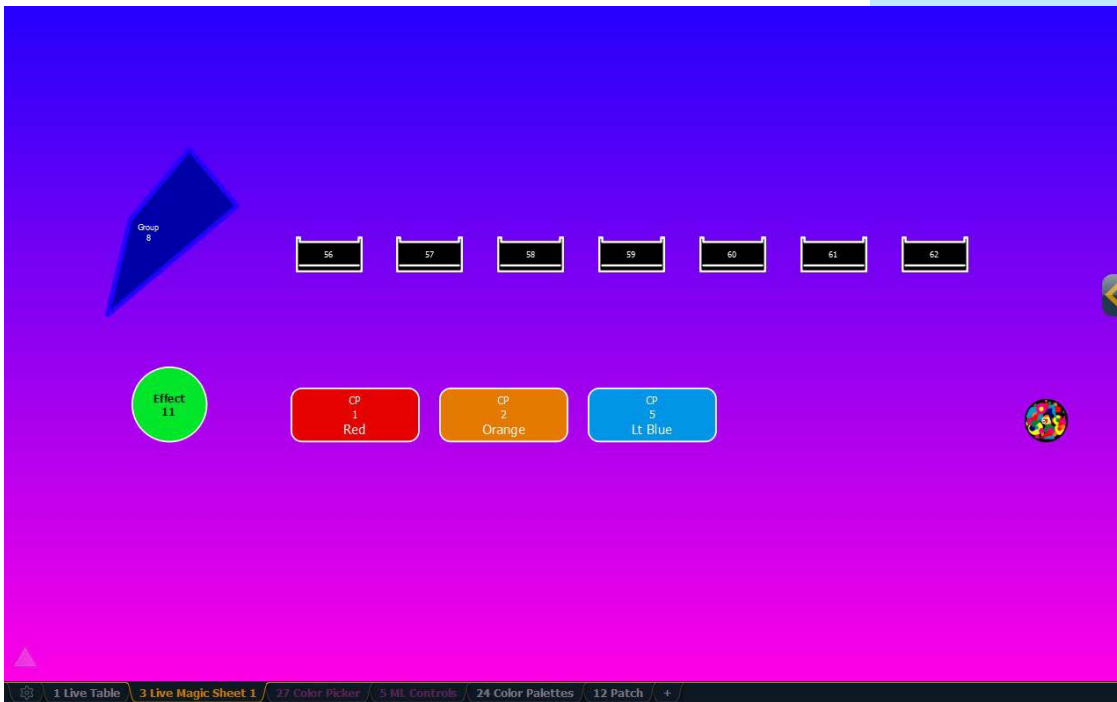 Group
8
56 57 58 59 60 61 62
Effect
11
CP
1
Red
CP
2
Orange
CP
5
Lt Blue
1 Live Table 3 Live Magic Sheet 1 27 Color Picker 5 ML Controls 24 Color Palettes 12 Patch +